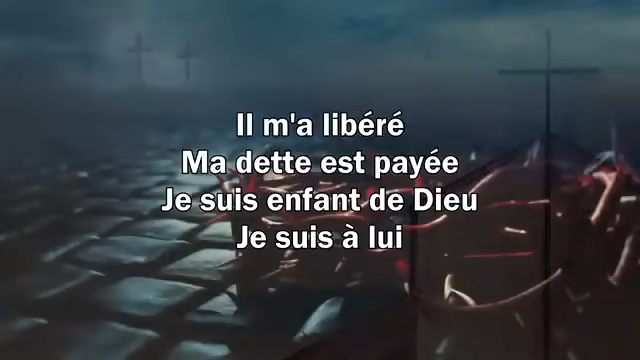 Il m'a libéré
Ma dette est payée
Je suis enfant de Dieu
Je suis à lui